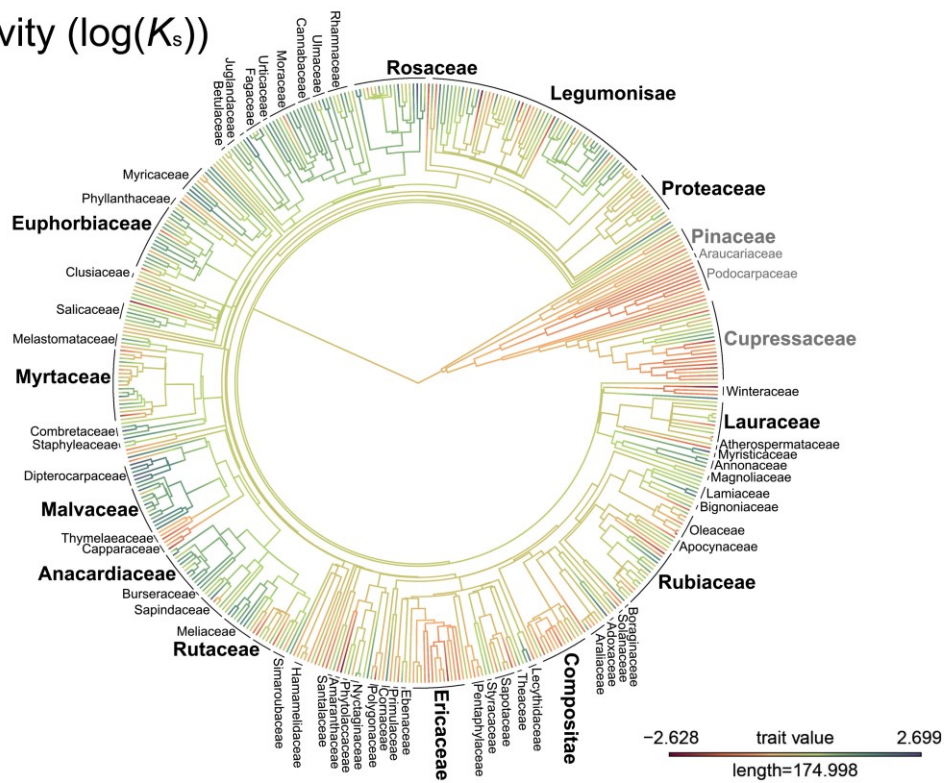 vity (log(Ks))
Rhamnaceae
Ulmaceae
Cannabaceae
Moraceae
Urticaceae
Fagaceae
Juglandaceae
Betulaceae
Rosaceae
Legumonisae
Myricaceae
Phyllanthaceae
Euphorbiaceae
Clusiaceae
Salicaceae
Melastomataceae
Myrtaceae
Combretaceae
Staphyleaceae
Dipterocarpaceae
Malvaceae
Thymelaeaceae
Capparaceae
Anacardiaceae
Burseraceae
Sapindaceae
Meliaceae
Rutaceae
Simaroubaceae
Hamamelidaceae
Santalaceae
Amaranthaceae
Phytolaccaceae
Nyctaginaceae
Polygonaceae
Cornaceae
Primulaceae
Ebenaceae
Ericaceae
Pentaphylaceae
Styracaceae
Sapotaceae
Theaceae
Lecythidaceae
Compositae
Araliaceae
Adoxaceae
Solanaceae
Boraginaceae
Rubiaceae
Apocynaceae
Oleaceae
Bignoniaceae
Lamiaceae
Magnoliaceae
Annonaceae
Myristicaceae
Atherospermataceae
Lauraceae
Winteraceae
Cupressaceae
Podocarpaceae
Araucariaceae
Pinaceae
Proteaceae
−2.628 trait value 2.699
length=174.998